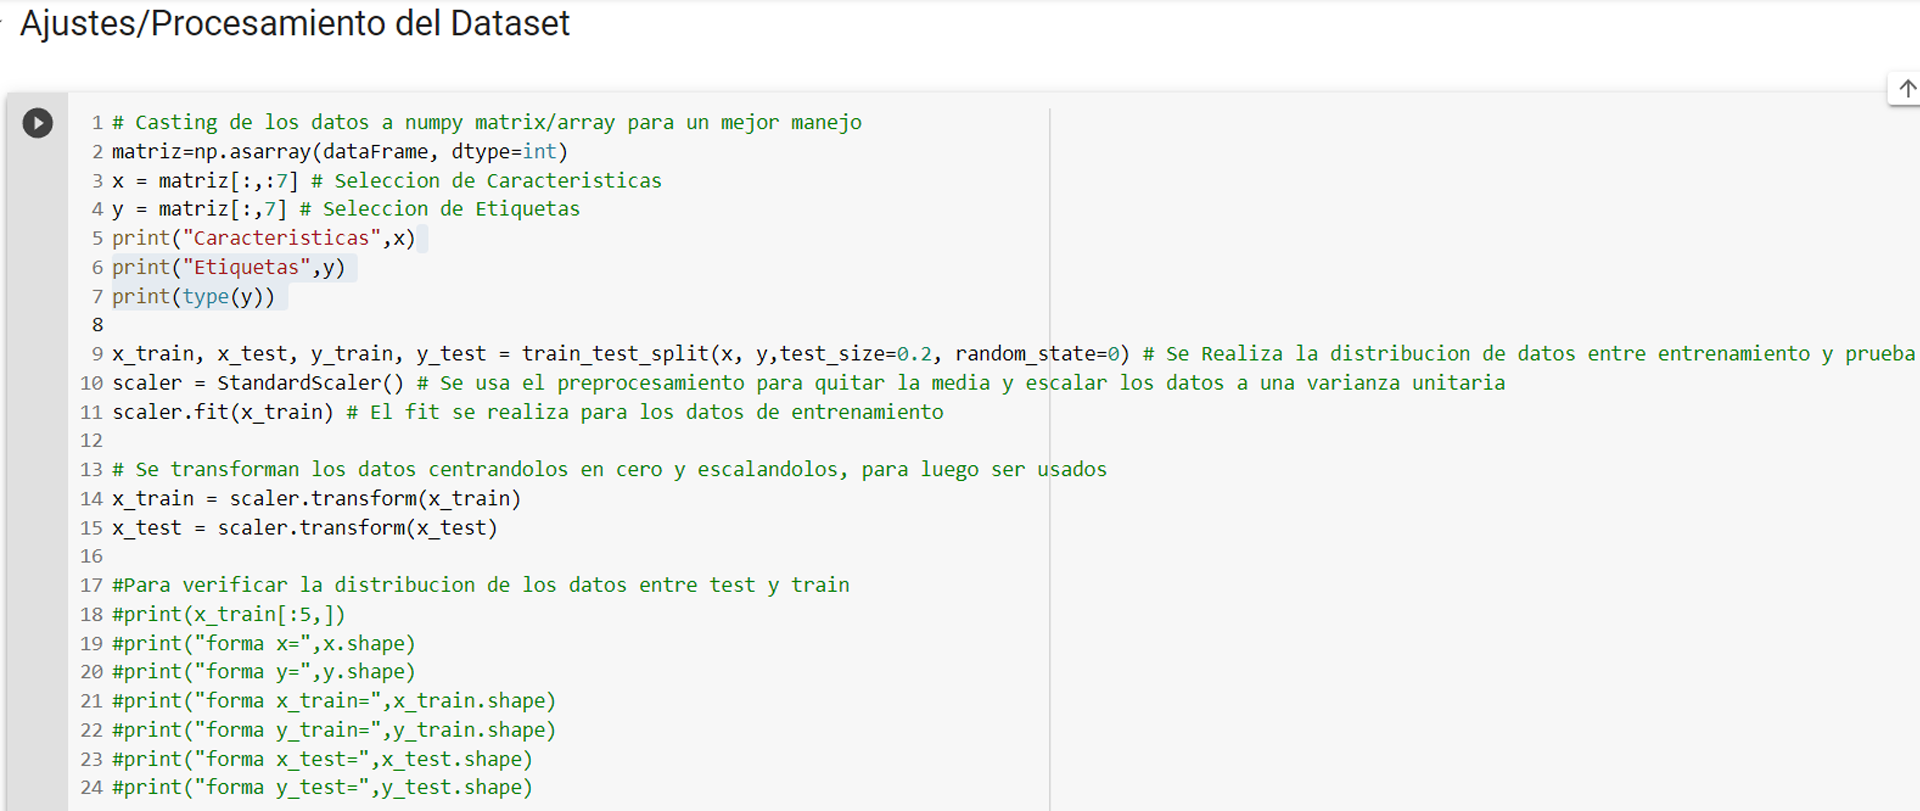 Ajustes/Procesamiento del Dataset
1 # Casting de los datos a numpy matrix/array para un mejor manejo
2 matriz=np.asarray(dataFrame, dtype=int)
3 x = matriz[:,:7] # Seleccion de Caracteristicas
4 y = matriz[:,7] # Seleccion de Etiquetas
5 print("Caracteristicas",x)
6 print("Etiquetas",y)
7 print(type(y))
8
9 x_train, x_test, y_train, y_test = train_test_split(x, y,test_size=0.2, random_state=0) # Se Realiza la distribucion de datos entre entrenamiento y prueba
10 scaler = StandardScaler() # Se usa el preprocesamiento para quitar la media y escalar los datos a una varianza unitaria
11 scaler.fit(x_train) # El fit se realiza para los datos de entrenamiento
12
13 # Se transforman los datos centrandolos en cero y escalandolos, para luego ser usados
14 x_train = scaler.transform(x_train)
15 x_test = scaler.transform(x_test)
16
17 #Para verificar la distribucion de los datos entre test y train
18 #print(x_train[:5,])
19 #print("forma x=",x.shape)
20 #print("forma y=",y.shape)
21 #print("forma x_train=",x_train.shape)
22 #print("forma y_train=",y_train.shape)
23 #print("forma x_test=",x_test.shape)
24 #print("forma y_test=",y_test.shape)